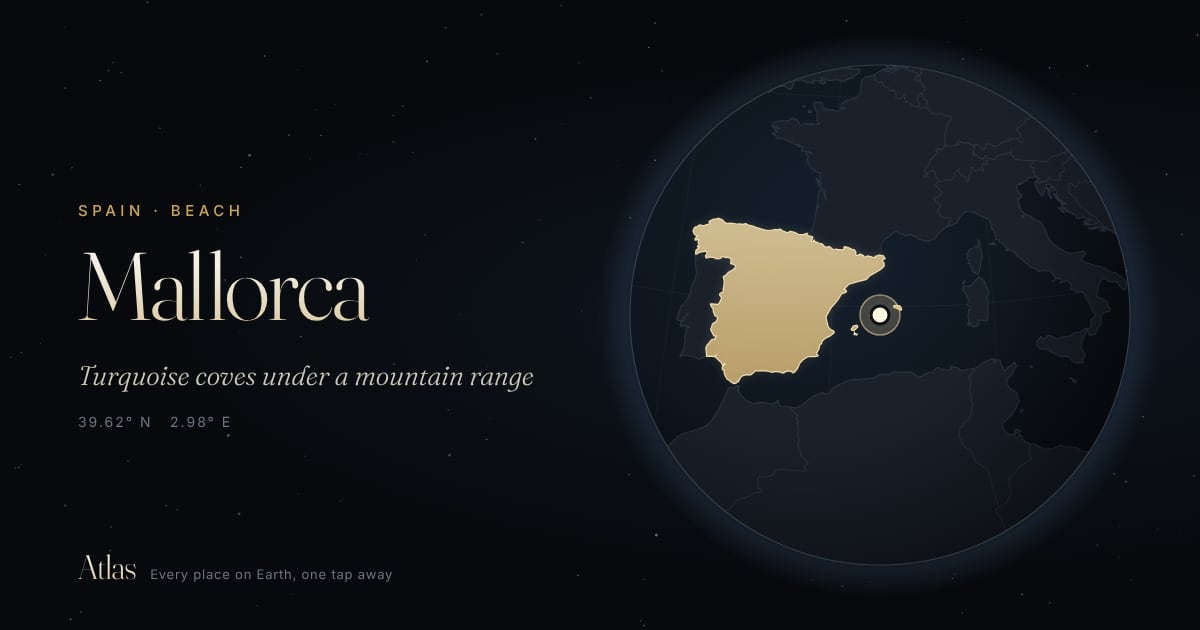 SPAIN · BEACH
Mallorca
Turquoise coves under a mountain range
39.62° N 2.98° E
Atlas Every place on Earth, one tap away